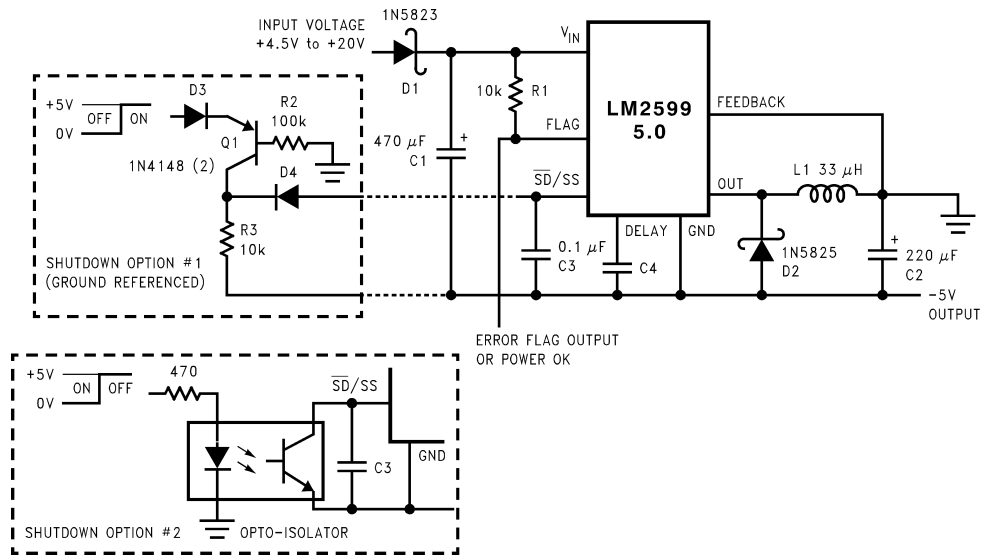 INPUT VOLTAGE
+4.5V to +20V
1N5823
D1
VIN
10k
R1
FLAG
LM2599
5.0
FEEDBACK
470 µF
+
C1
S̅D̅/SS
OUT
L1 33 µH
DELAY
GND
0.1 µF
C3
C4
1N5825
D2
+
220 µF
C2
-5V
OUTPUT
ERROR FLAG OUTPUT
OR POWER OK
+5V
0V
OFF
ON
D3
R2
100k
Q1
1N4148 (2)
D4
R3
10k
SHUTDOWN OPTION #1
(GROUND REFERENCED)
+5V
0V
ON
OFF
470
S̅D̅/SS
C3
GND
SHUTDOWN OPTION #2
OPTO-ISOLATOR